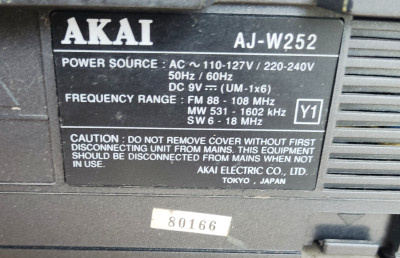 AKAI AJ-W252
POWER SOURCE : AC ~ 110-127V / 220-240V
50Hz / 60Hz
DC 9V ⎓ (UM-1x6)
FREQUENCY RANGE : FM 88 - 108 MHz
MW 531 - 1602 kHz
SW 6 - 18 MHz
Y1
CAUTION : DO NOT REMOVE COVER WITHOUT FIRST
DISCONNECTING UNIT FROM MAINS. THIS EQUIPMENT
SHOULD BE DISCONNECTED FROM MAINS WHEN NOT
IN USE.
AKAI ELECTRIC CO., LTD.
TOKYO , JAPAN
80166